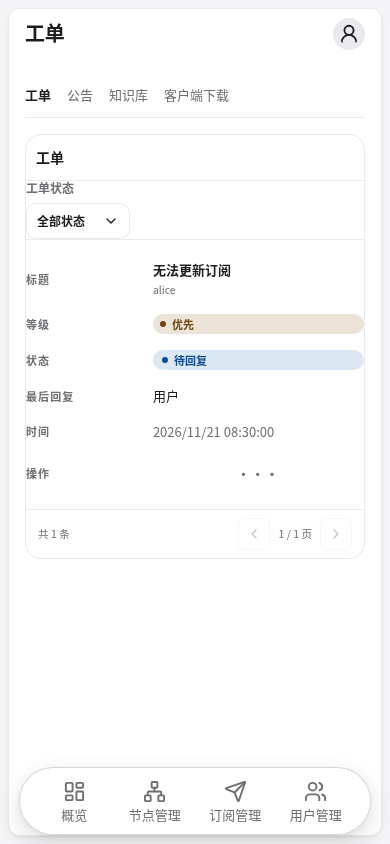 工单
工单 公告 知识库 客户端下载
工单
工单状态
全部状态
标题 无法更新订阅
alice
等级 优先
状态 待回复
最后回复 用户
时间 2026/11/21 08:30:00
操作
共 1 条 1 / 1 页
概览 节点管理 订阅管理 用户管理